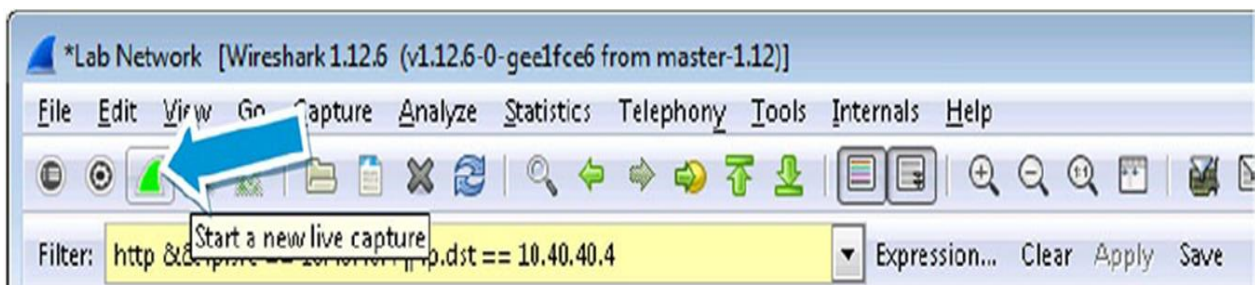 *Lab Network [Wireshark 1.12.6 (v1.12.6-0-gee1fce6 from master-1.12)]
File Edit View Go Capture Analyze Statistics Telephony Tools Internals Help
Start a new live capture
Filter: http && == || ip.dst == 10.40.40.4 Expression... Clear Apply Save